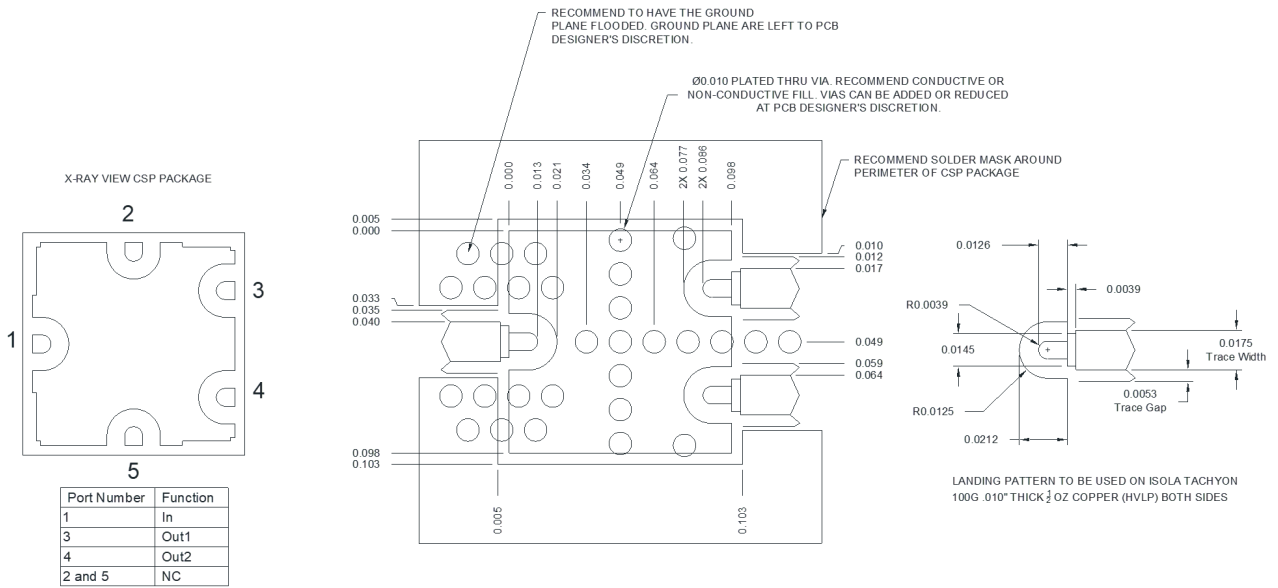 RECOMMEND TO HAVE THE GROUND
PLANE FLOODED. GROUND PLANE ARE LEFT TO PCB
DESIGNER'S DISCRETION.
Ø0.010 PLATED THRU VIA. RECOMMEND CONDUCTIVE OR
NON-CONDUCTIVE FILL. VIAS CAN BE ADDED OR REDUCED
AT PCB DESIGNER'S DISCRETION.
RECOMMEND SOLDER MASK AROUND
PERIMETER OF CSP PACKAGE
X-RAY VIEW CSP PACKAGE
2
3
1
4
5
Port Number Function
1 In
3 Out1
4 Out2
2 and 5 NC
0.000
0.013
0.021
0.034
0.049
0.064
2X 0.077
2X 0.086
0.098
0.005
0.000
0.033
0.035
0.040
0.098
0.103
0.010
0.012
0.017
0.049
0.059
0.064
0.005
0.103
0.0126
0.0039
R0.0039
0.0145
0.0175
Trace Width
0.0053
Trace Gap
R0.0125
0.0212
LANDING PATTERN TO BE USED ON ISOLA TACHYON
100G .010" THICK ½ OZ COPPER (HVLP) BOTH SIDES